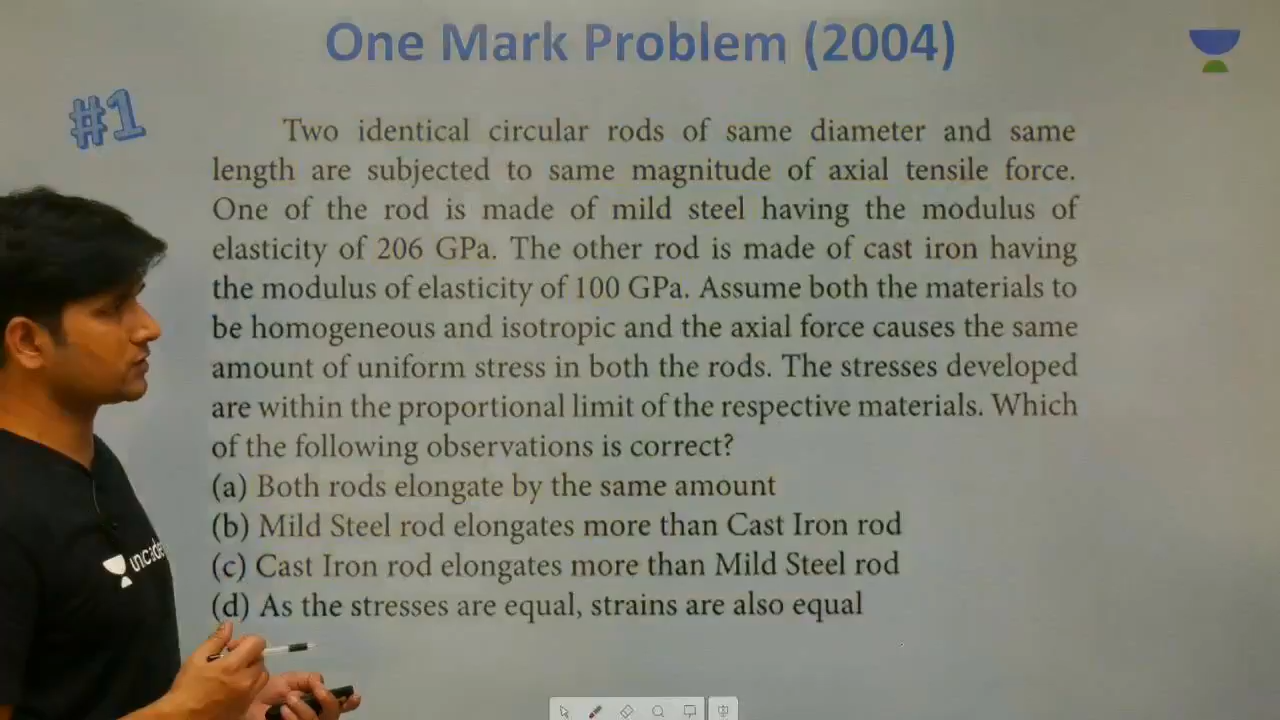 One Mark Problem (2004)
#1
Two identical circular rods of same diameter and same
length are subjected to same magnitude of axial tensile force.
One of the rod is made of mild steel having the modulus of
elasticity of 206 GPa. The other rod is made of cast iron having
the modulus of elasticity of 100 GPa. Assume both the materials to
be homogeneous and isotropic and the axial force causes the same
amount of uniform stress in both the rods. The stresses developed
are within the proportional limit of the respective materials. Which
of the following observations is correct?
(a) Both rods elongate by the same amount
(b) Mild Steel rod elongates more than Cast Iron rod
(c) Cast Iron rod elongates more than Mild Steel rod
(d) As the stresses are equal, strains are also equal